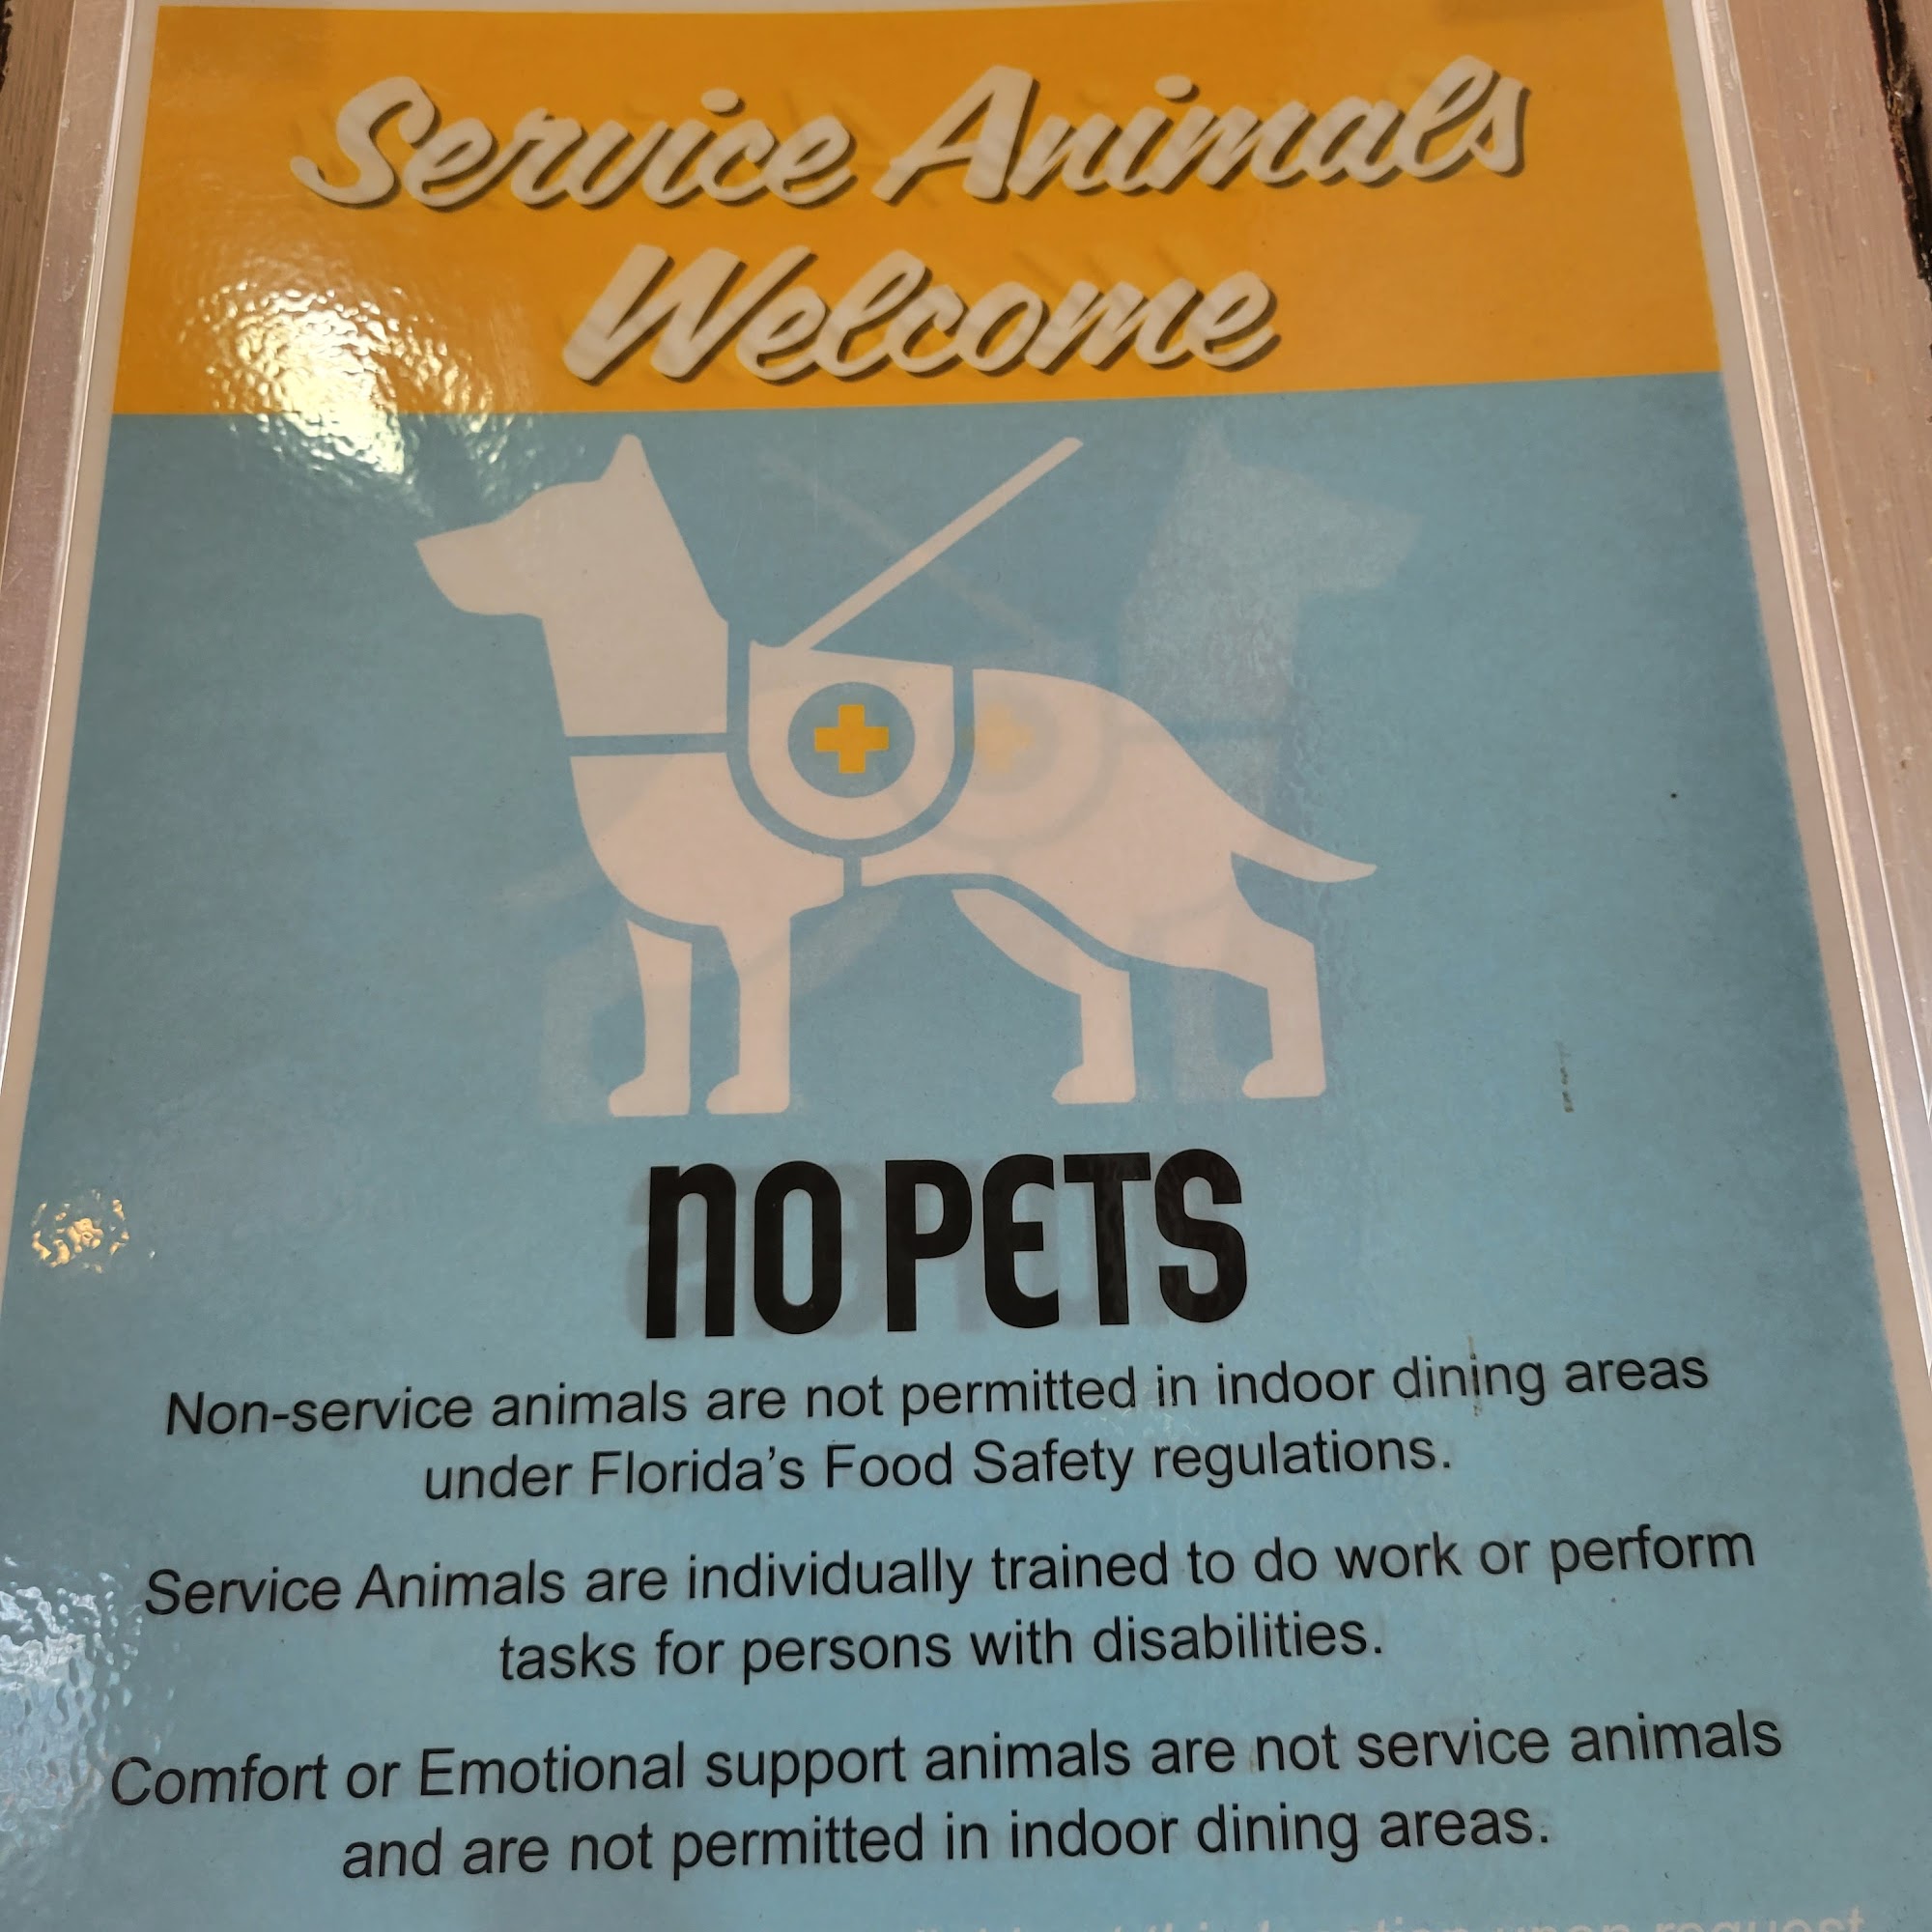 Service Animals
Welcome
NO PETS
Non-service animals are not permitted in indoor dining areas
under Florida's Food Safety regulations.
Service Animals are individually trained to do work or perform
tasks for persons with disabilities.
Comfort or Emotional support animals are not service animals
and are not permitted in indoor dining areas.
upon request